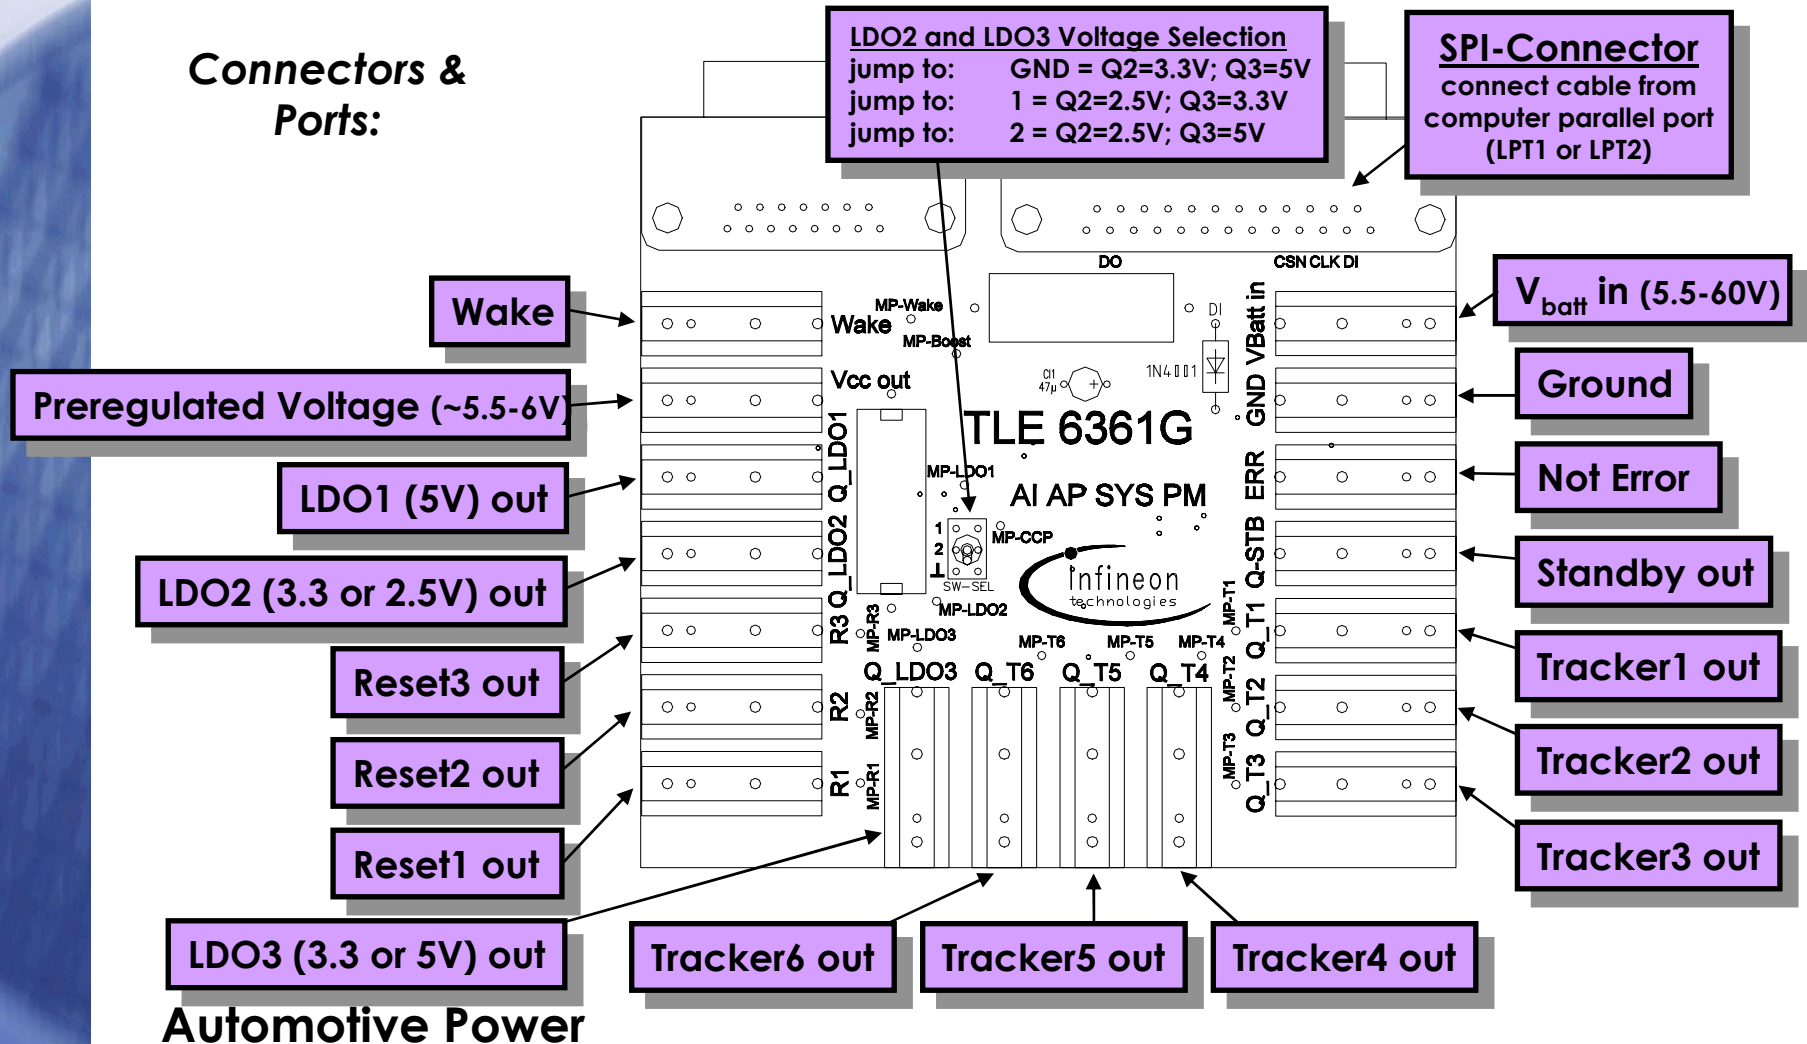 Connectors &
Ports:
LDO2 and LDO3 Voltage Selection
jump to: GND = Q2=3.3V; Q3=5V
jump to: 1 = Q2=2.5V; Q3=3.3V
jump to: 2 = Q2=2.5V; Q3=5V
SPI-Connector
connect cable from
computer parallel port
(LPT1 or LPT2)
DO
CSN CLK DI
Wake
Preregulated Voltage (~5.5-6V)
LDO1 (5V) out
LDO2 (3.3 or 2.5V) out
Reset3 out
Reset2 out
Reset1 out
LDO3 (3.3 or 5V) out
Wake
Vcc out
Q_LDO1
Q_LDO2
R3
R2
R1
MP-Wake
MP-Boost
MP-LDO1
MP-CCP
MP-LDO2
MP-LDO3
MP-R3
MP-R2
MP-R1
1
2
SW-SEL
C11
47µ
1N4001
D1
TLE 6361G
AI AP SYS PM
infineon
technologies
MP-T6
MP-T5
MP-T4
Q_LDO3
Q_T6
Q_T5
Q_T4
MP-T1
MP-T2
MP-T3
VBatt in
GND
ERR
Q-STB
Q_T1
Q_T2
Q_T3
Vbatt in (5.5-60V)
Ground
Not Error
Standby out
Tracker1 out
Tracker2 out
Tracker3 out
Tracker6 out
Tracker5 out
Tracker4 out
Automotive Power